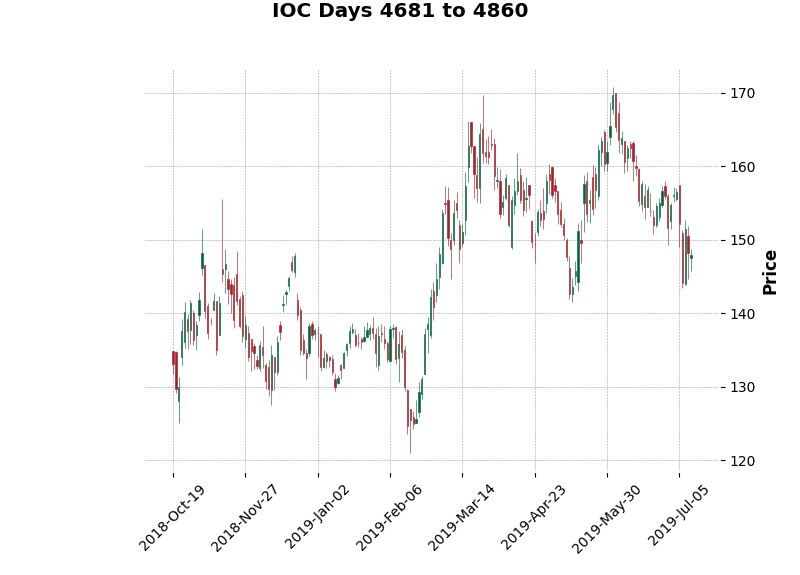 IOC Days 4681 to 4860
170
160
150
140
130
120
Price
2018-Oct-19
2018-Nov-27
2019-Jan-02
2019-Feb-06
2019-Mar-14
2019-Apr-23
2019-May-30
2019-Jul-05